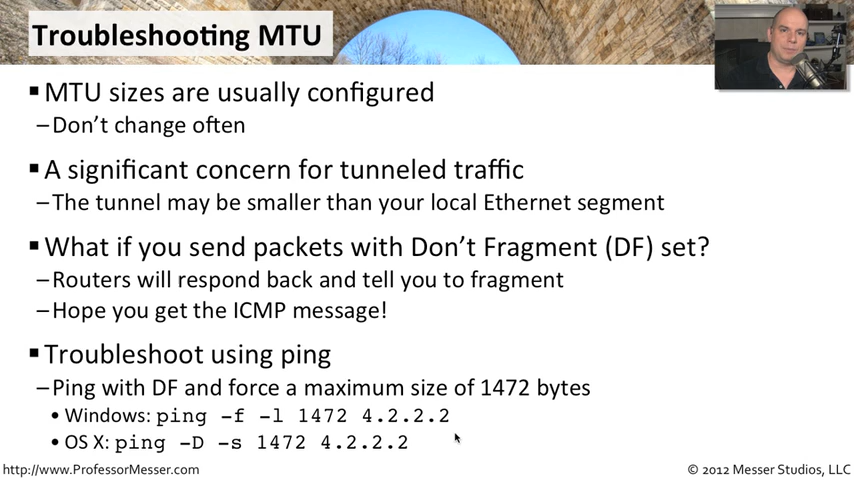 Troubleshooting MTU
▪ MTU sizes are usually configured
– Don't change often
▪ A significant concern for tunneled traffic
– The tunnel may be smaller than your local Ethernet segment
▪ What if you send packets with Don't Fragment (DF) set?
– Routers will respond back and tell you to fragment
– Hope you get the ICMP message!
▪ Troubleshoot using ping
– Ping with DF and force a maximum size of 1472 bytes
• Windows: ping -f -l 1472 4.2.2.2
• OS X: ping -D -s 1472 4.2.2.2
http://www.ProfessorMesser.com
© 2012 Messer Studios, LLC